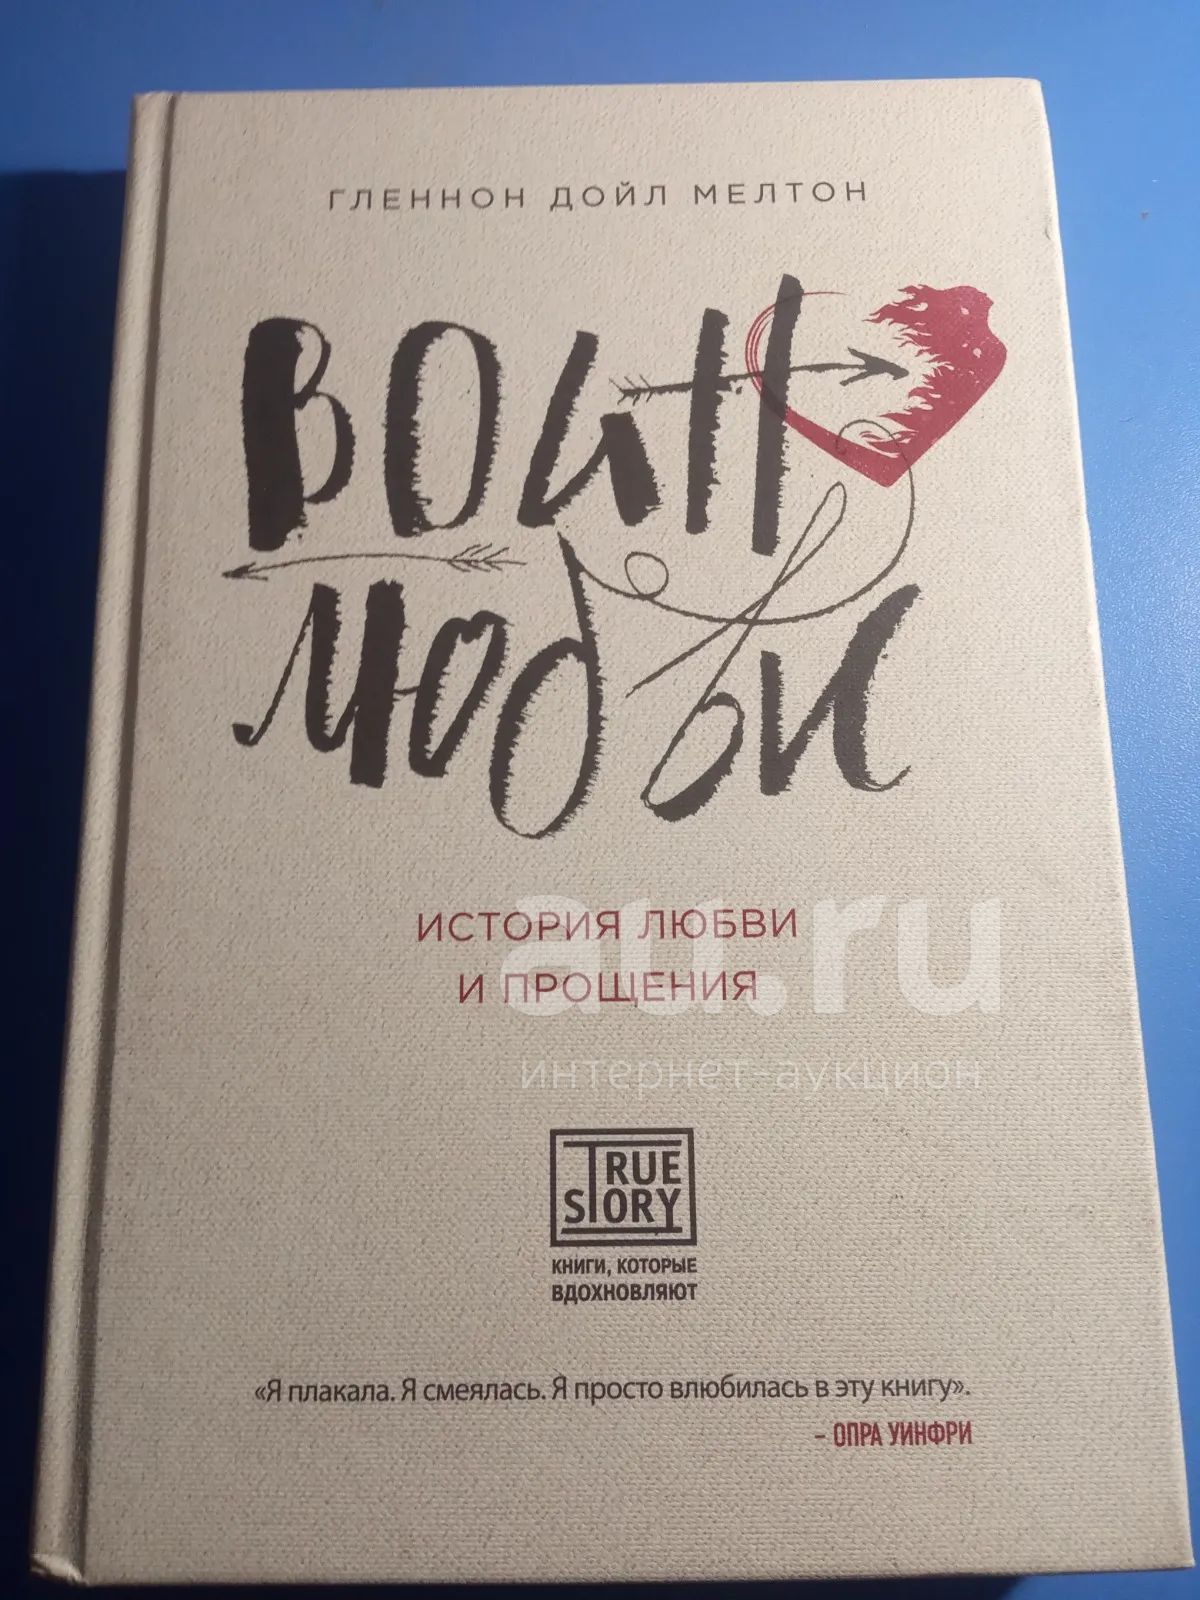 ГЛЕННОН ДОЙЛ МЕЛТОН
ВОИН
ЛЮБВИ
ИСТОРИЯ ЛЮБВИ
И ПРОЩЕНИЯ
au.ru
интернет-аукцион
TRUE
STORY
КНИГИ, КОТОРЫЕ
ВДОХНОВЛЯЮТ
«Я плакала. Я смеялась. Я просто влюбилась в эту книгу».
– ОПРА УИНФРИ